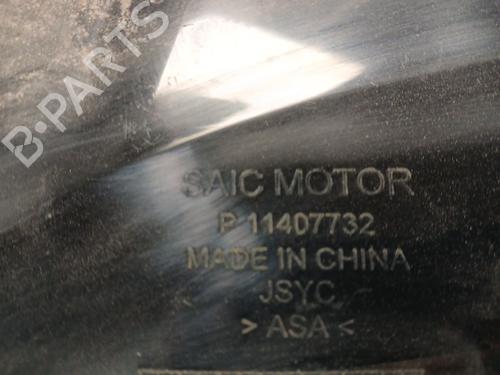 B-PARTS
SAIC MOTOR
P 11407732
MADE IN CHINA
JSYC
> ASA <